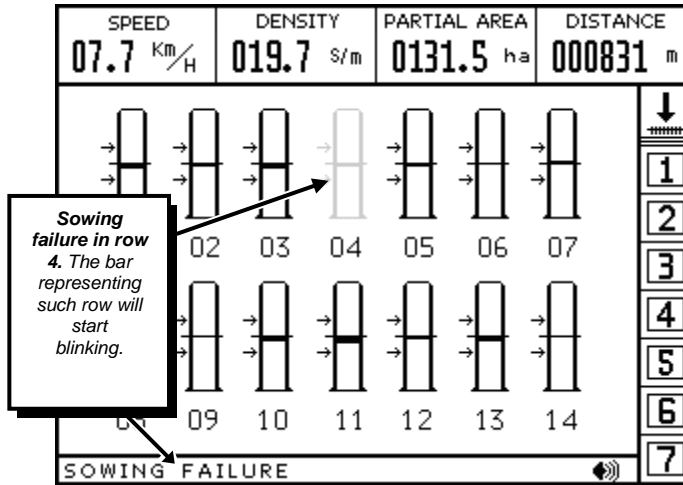 SPEED DENSITY PARTIAL AREA DISTANCE
07.7 Km/H 019.7 S/m 0131.5 ha 000831 m
1
2
3
4
5
6
7
Sowing
failure in row
4. The bar
representing
such row will
start
blinking.
02 03 04 05 06 07
09 10 11 12 13 14
SOWING FAILURE